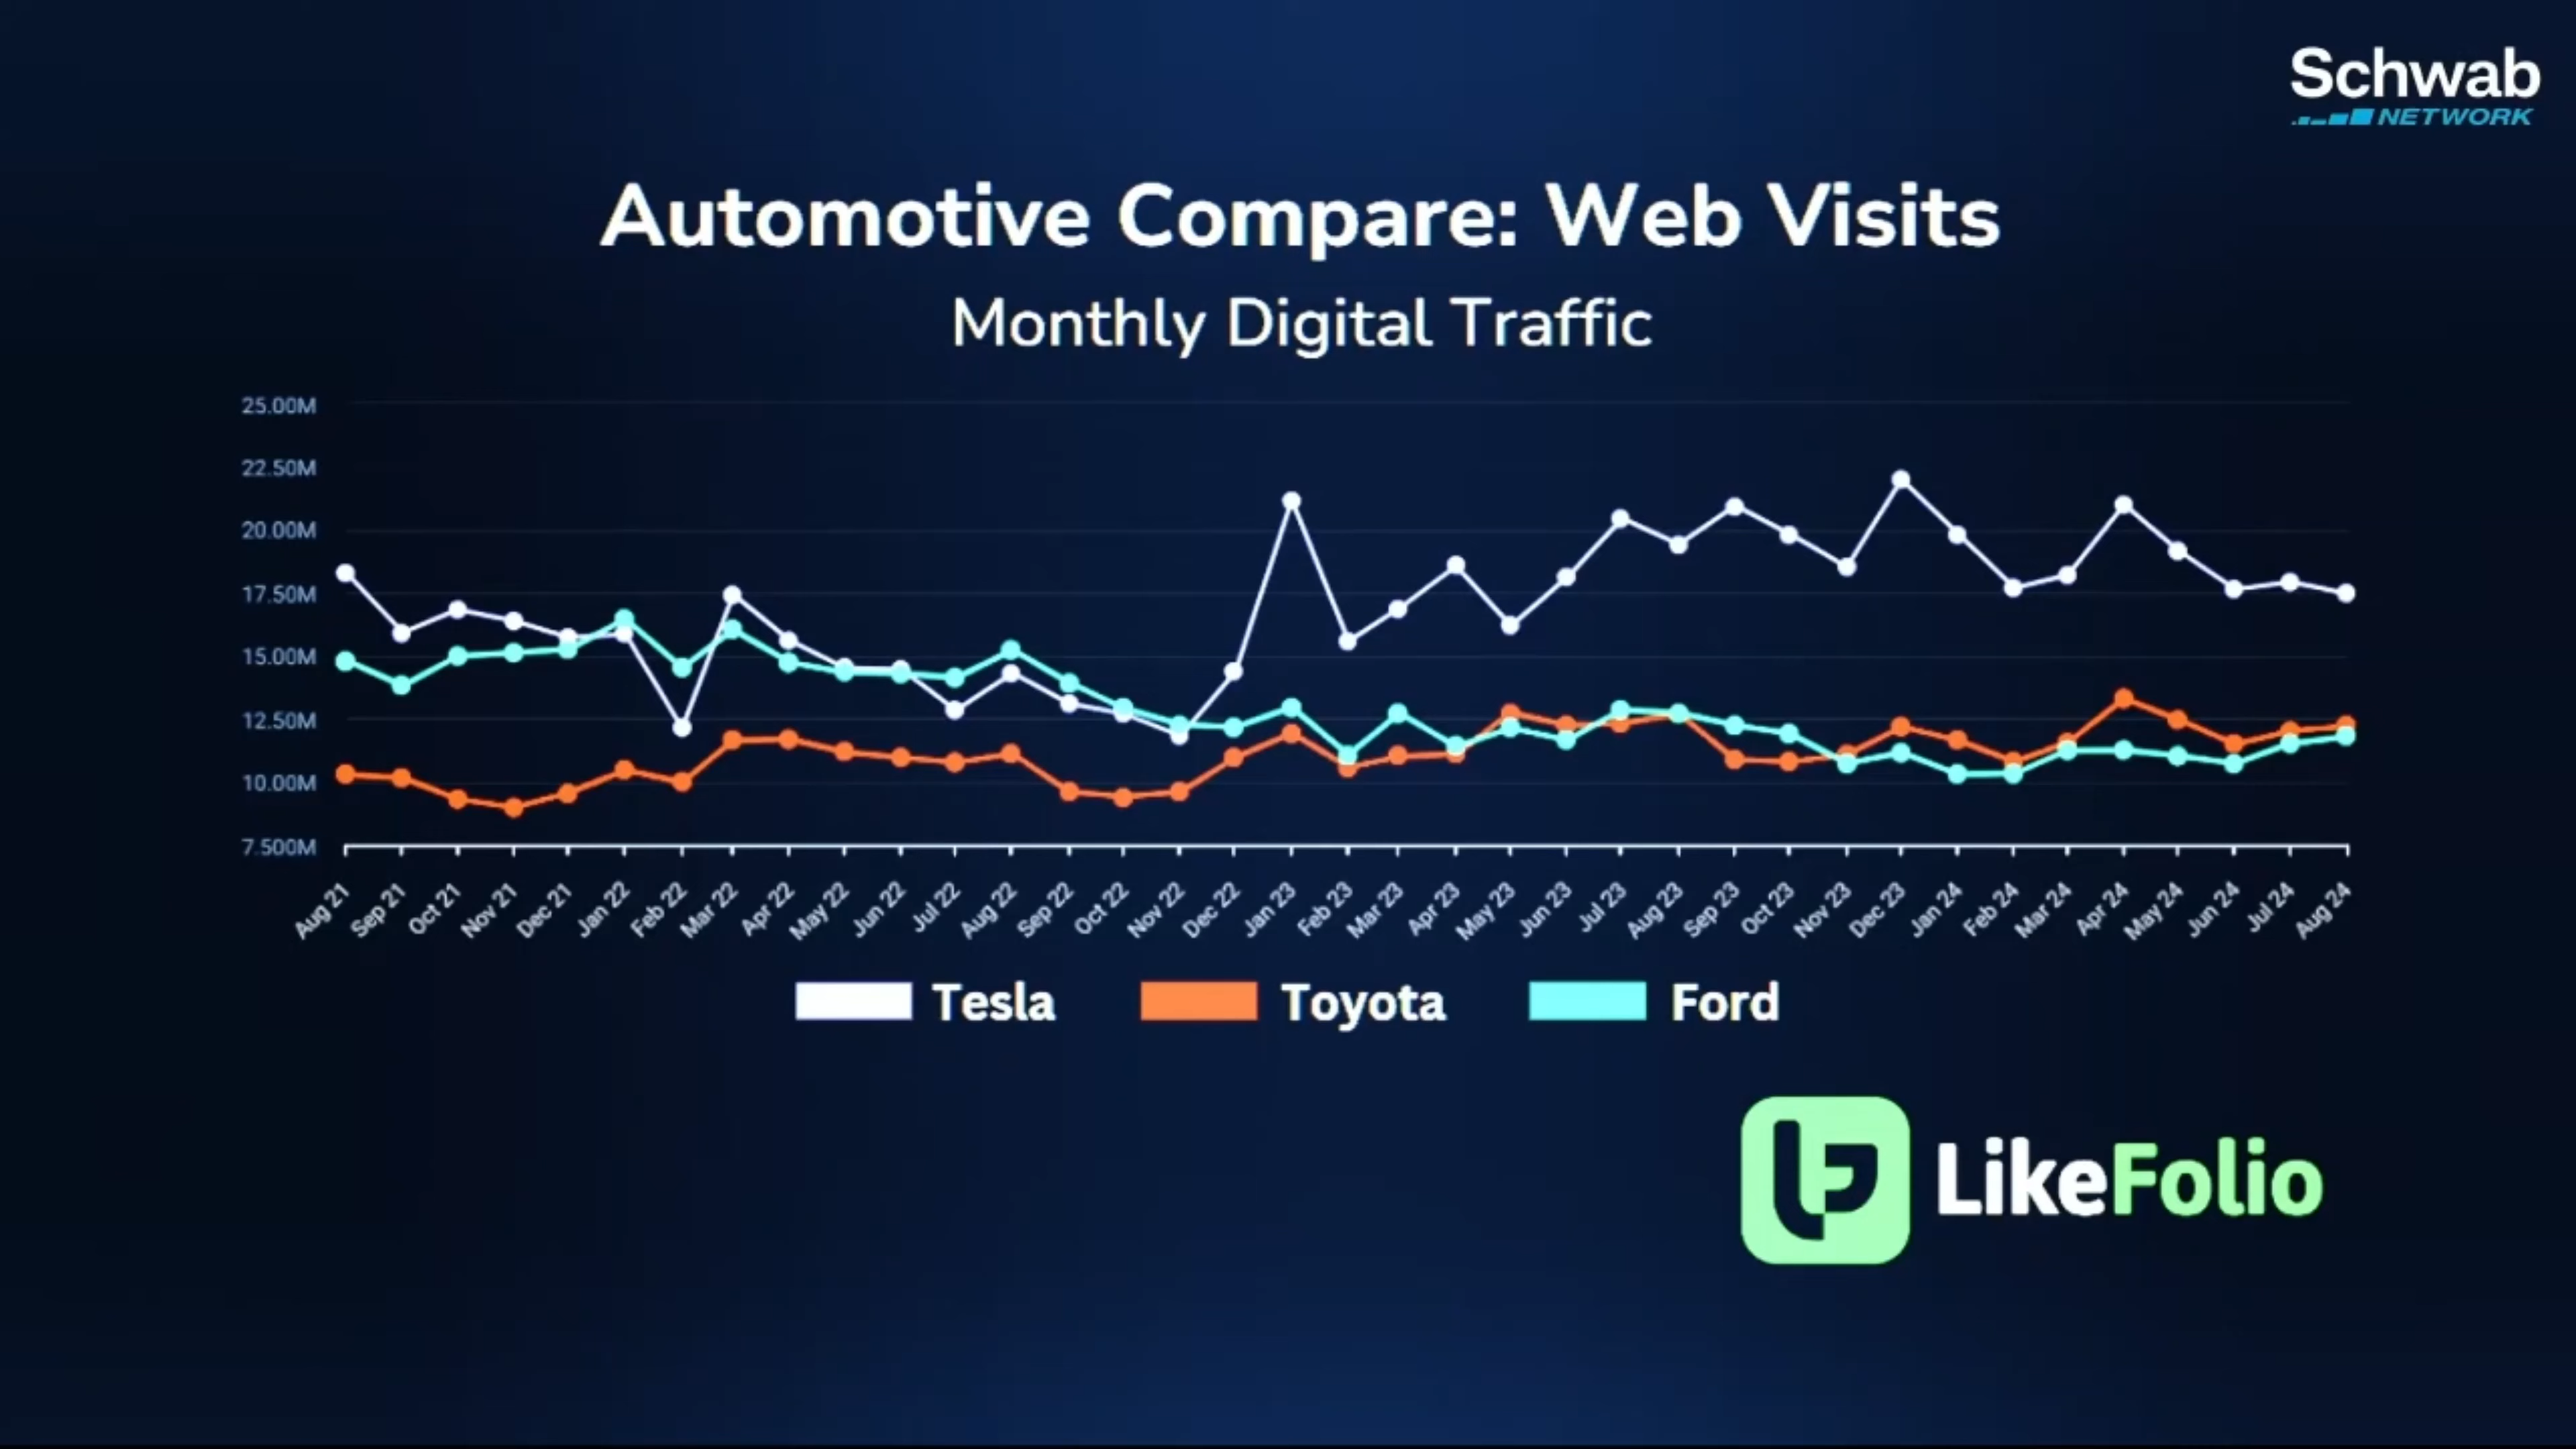 Schwab
NETWORK
Automotive Compare: Web Visits
Monthly Digital Traffic
25.00M
22.50M
20.00M
17.50M
15.00M
12.50M
10.00M
7.500M
Aug 21 Sep 21 Oct 21 Nov 21 Dec 21 Jan 22 Feb 22 Mar 22 Apr 22 May 22 Jun 22 Jul 22 Aug 22 Sep 22 Oct 22 Nov 22 Dec 22 Jan 23 Feb 23 Mar 23 Apr 23 May 23 Jun 23 Jul 23 Aug 23 Sep 23 Oct 23 Nov 23 Dec 23 Jan 24 Feb 24 Mar 24 Apr 24 May 24 Jun 24 Jul 24 Aug 24
Tesla Toyota Ford
LikeFolio